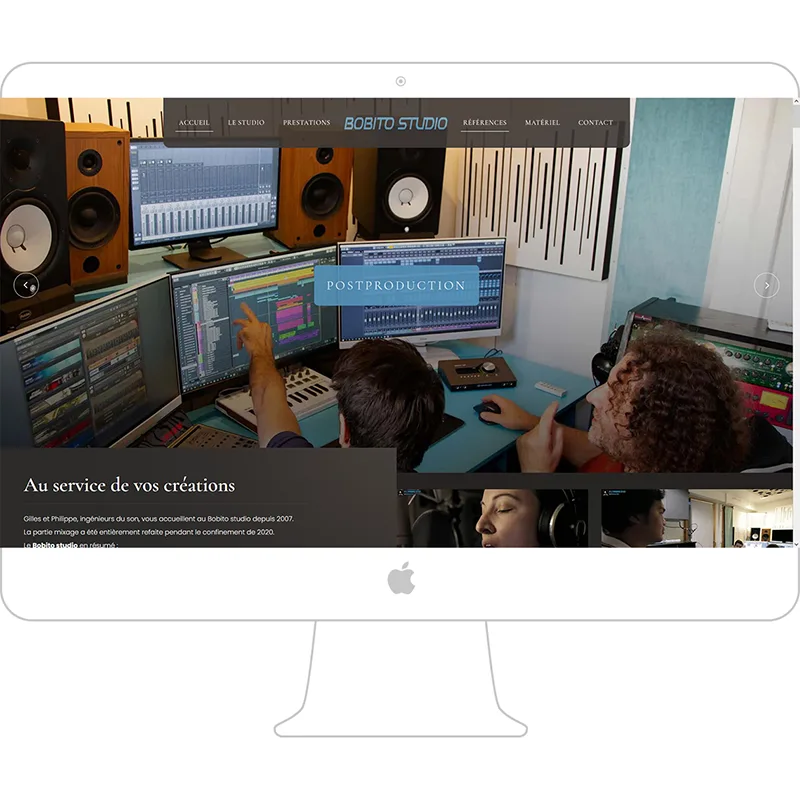 ACCUEIL LE STUDIO PRESTATIONS BOBITO STUDIO RÉFÉRENCES MATÉRIEL CONTACT
POSTPRODUCTION
Au service de vos créations
Gilles et Philippe, ingénieurs du son, vous accueillent au Bobito studio depuis 2007.
La partie mixage a été entièrement refaite pendant le confinement de 2020.
Le Bobito studio en résumé :